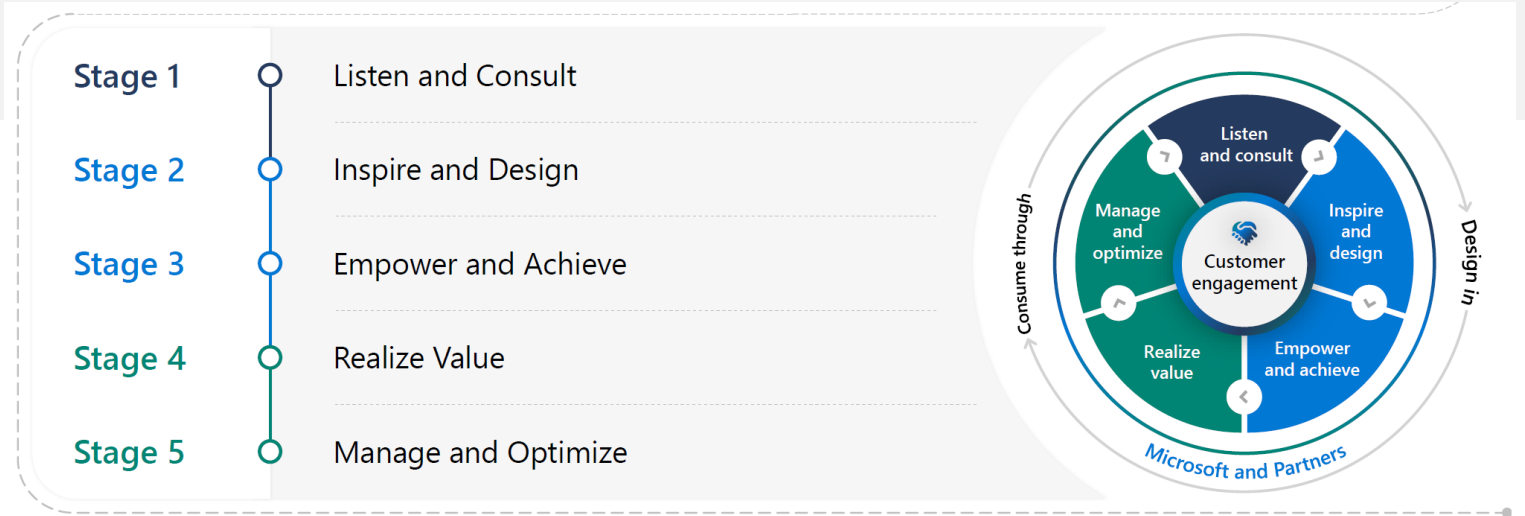 Stage 1
Listen and Consult
Stage 2
Inspire and Design
Stage 3
Empower and Achieve
Stage 4
Realize Value
Stage 5
Manage and Optimize
Listen
and consult
Inspire
and
design
Empower
and achieve
Realize
value
Manage
and
optimize
Customer
engagement
Consume through
Design in
Microsoft and Partners